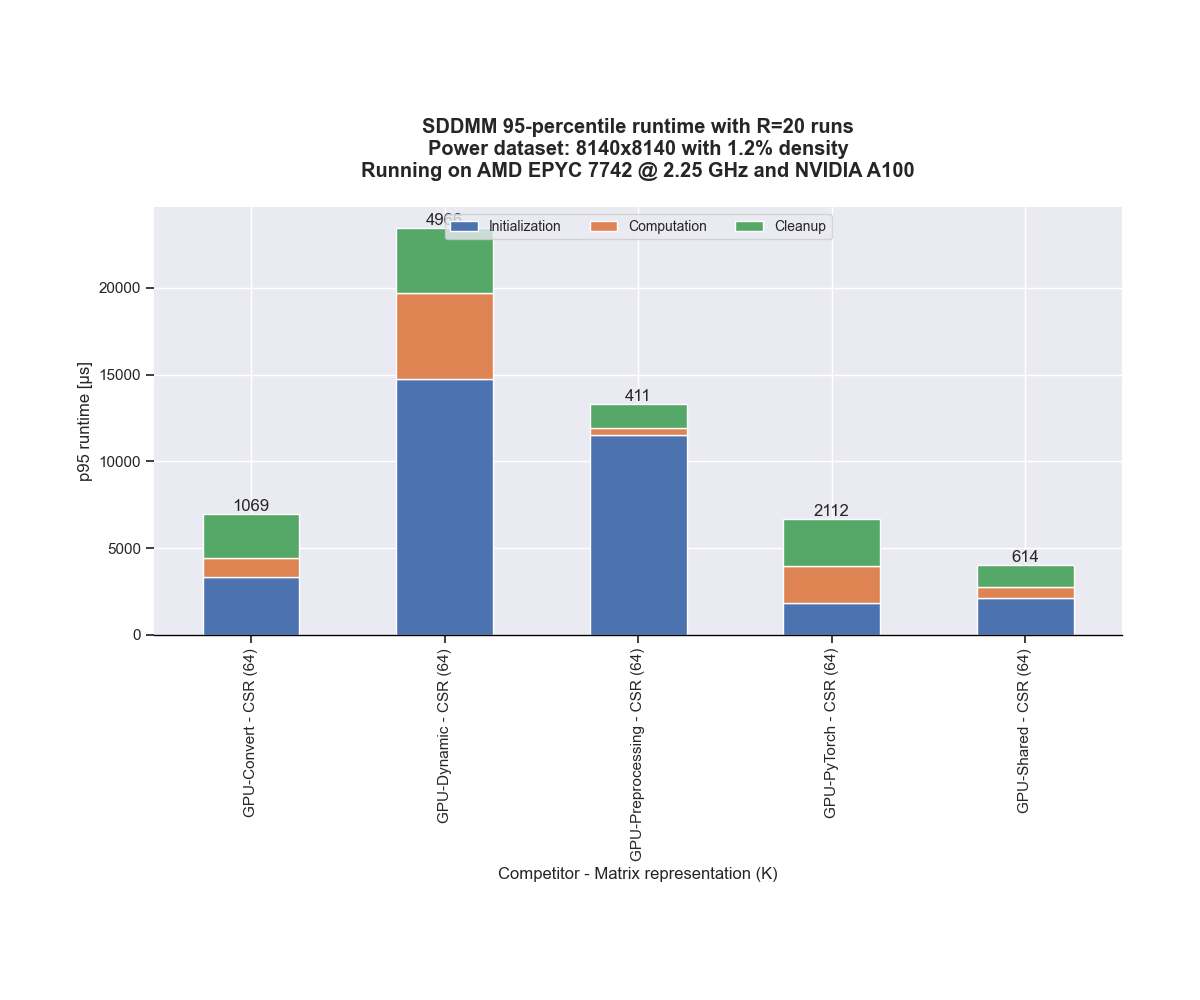 SDDMM 95-percentile runtime with R=20 runs
Power dataset: 8140x8140 with 1.2% density
Running on AMD EPYC 7742 @ 2.25 GHz and NVIDIA A100
4966
Initialization Computation Cleanup
20000
15000
10000
5000
0
p95 runtime [µs]
1069
411
2112
614
GPU-Convert - CSR (64)
GPU-Dynamic - CSR (64)
GPU-Preprocessing - CSR (64)
GPU-PyTorch - CSR (64)
GPU-Shared - CSR (64)
Competitor - Matrix representation (K)